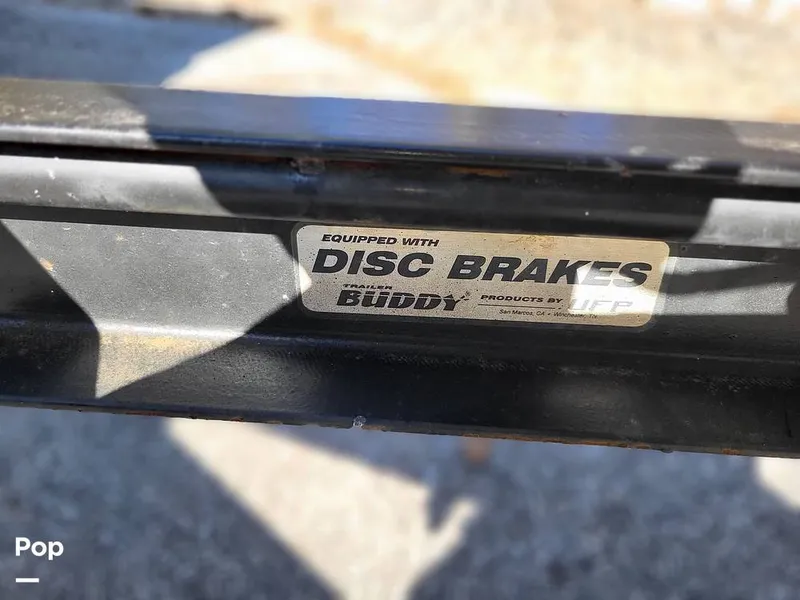 EQUIPPED WITH
DISC BRAKES
TRAILER
BUDDY
PRODUCTS BY UFP
San Marcos, CA • Winchester, TN
Pop